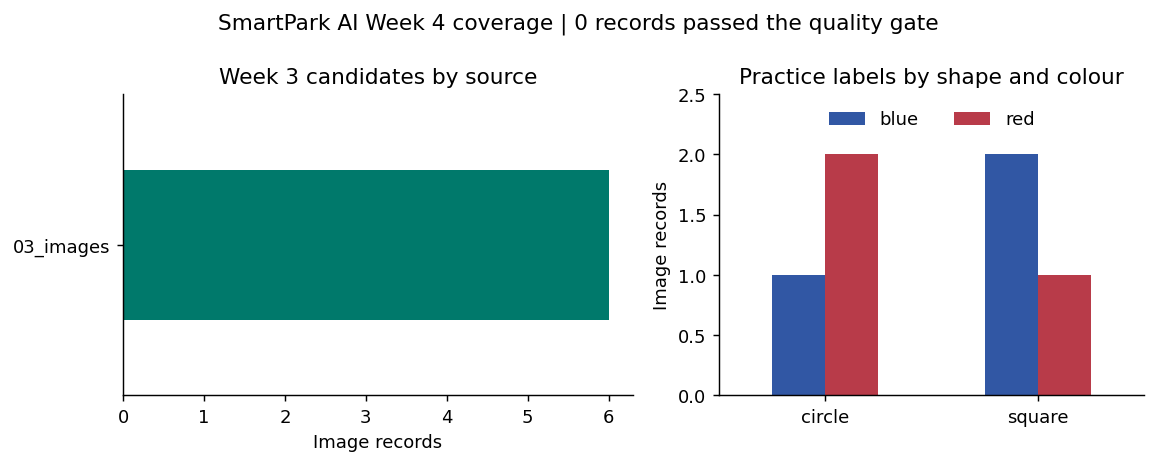 SmartPark AI Week 4 coverage | 0 records passed the quality gate
Week 3 candidates by source
03_images
0 1 2 3 4 5 6
Image records
Practice labels by shape and colour
blue red
2.5
2.0
1.5
1.0
0.5
0.0
Image records
circle square